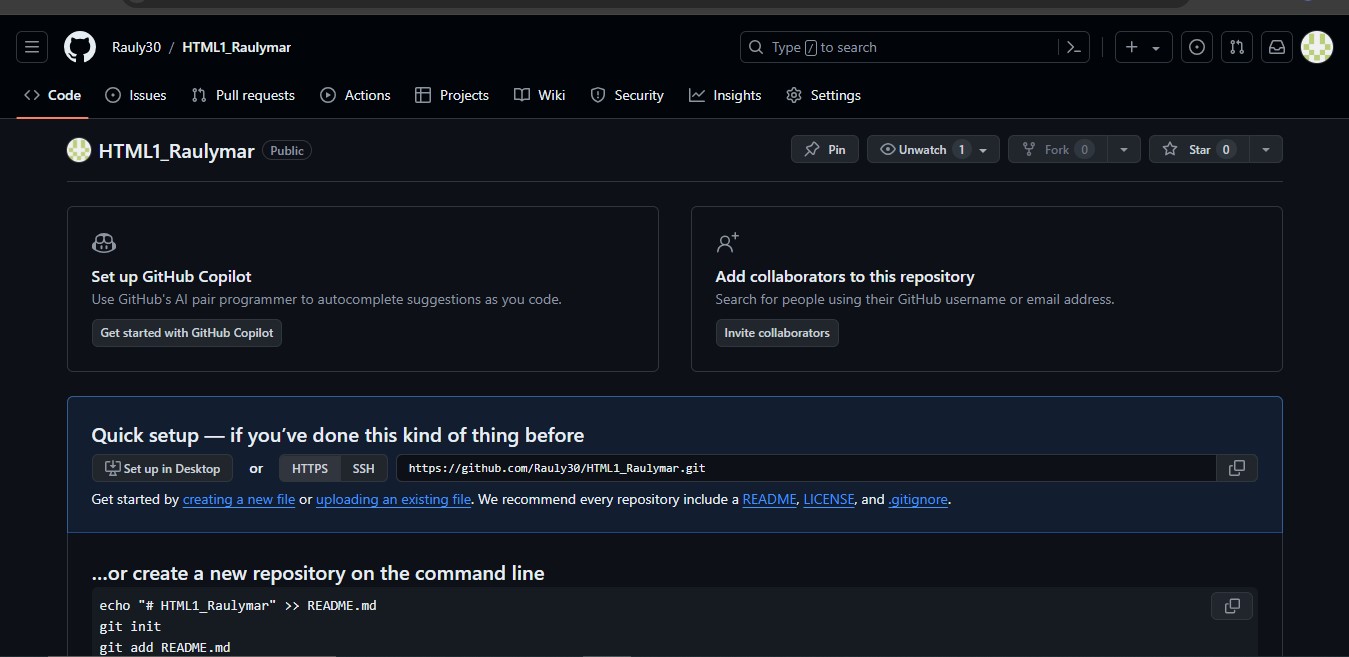 Rauly30 / HTML1_Raulymar
Type / to search
Code Issues Pull requests Actions Projects Wiki Security Insights Settings
HTML1_Raulymar Public
Pin Unwatch 1 Fork 0 Star 0
Set up GitHub Copilot
Use GitHub's AI pair programmer to autocomplete suggestions as you code.
Get started with GitHub Copilot
Add collaborators to this repository
Search for people using their GitHub username or email address.
Invite collaborators
Quick setup — if you’ve done this kind of thing before
Set up in Desktop or HTTPS SSH https://github.com/Rauly30/HTML1_Raulymar.git
Get started by creating a new file or uploading an existing file. We recommend every repository include a README, LICENSE, and .gitignore.
…or create a new repository on the command line
echo "# HTML1_Raulymar" >> README.md
git init
git add README.md